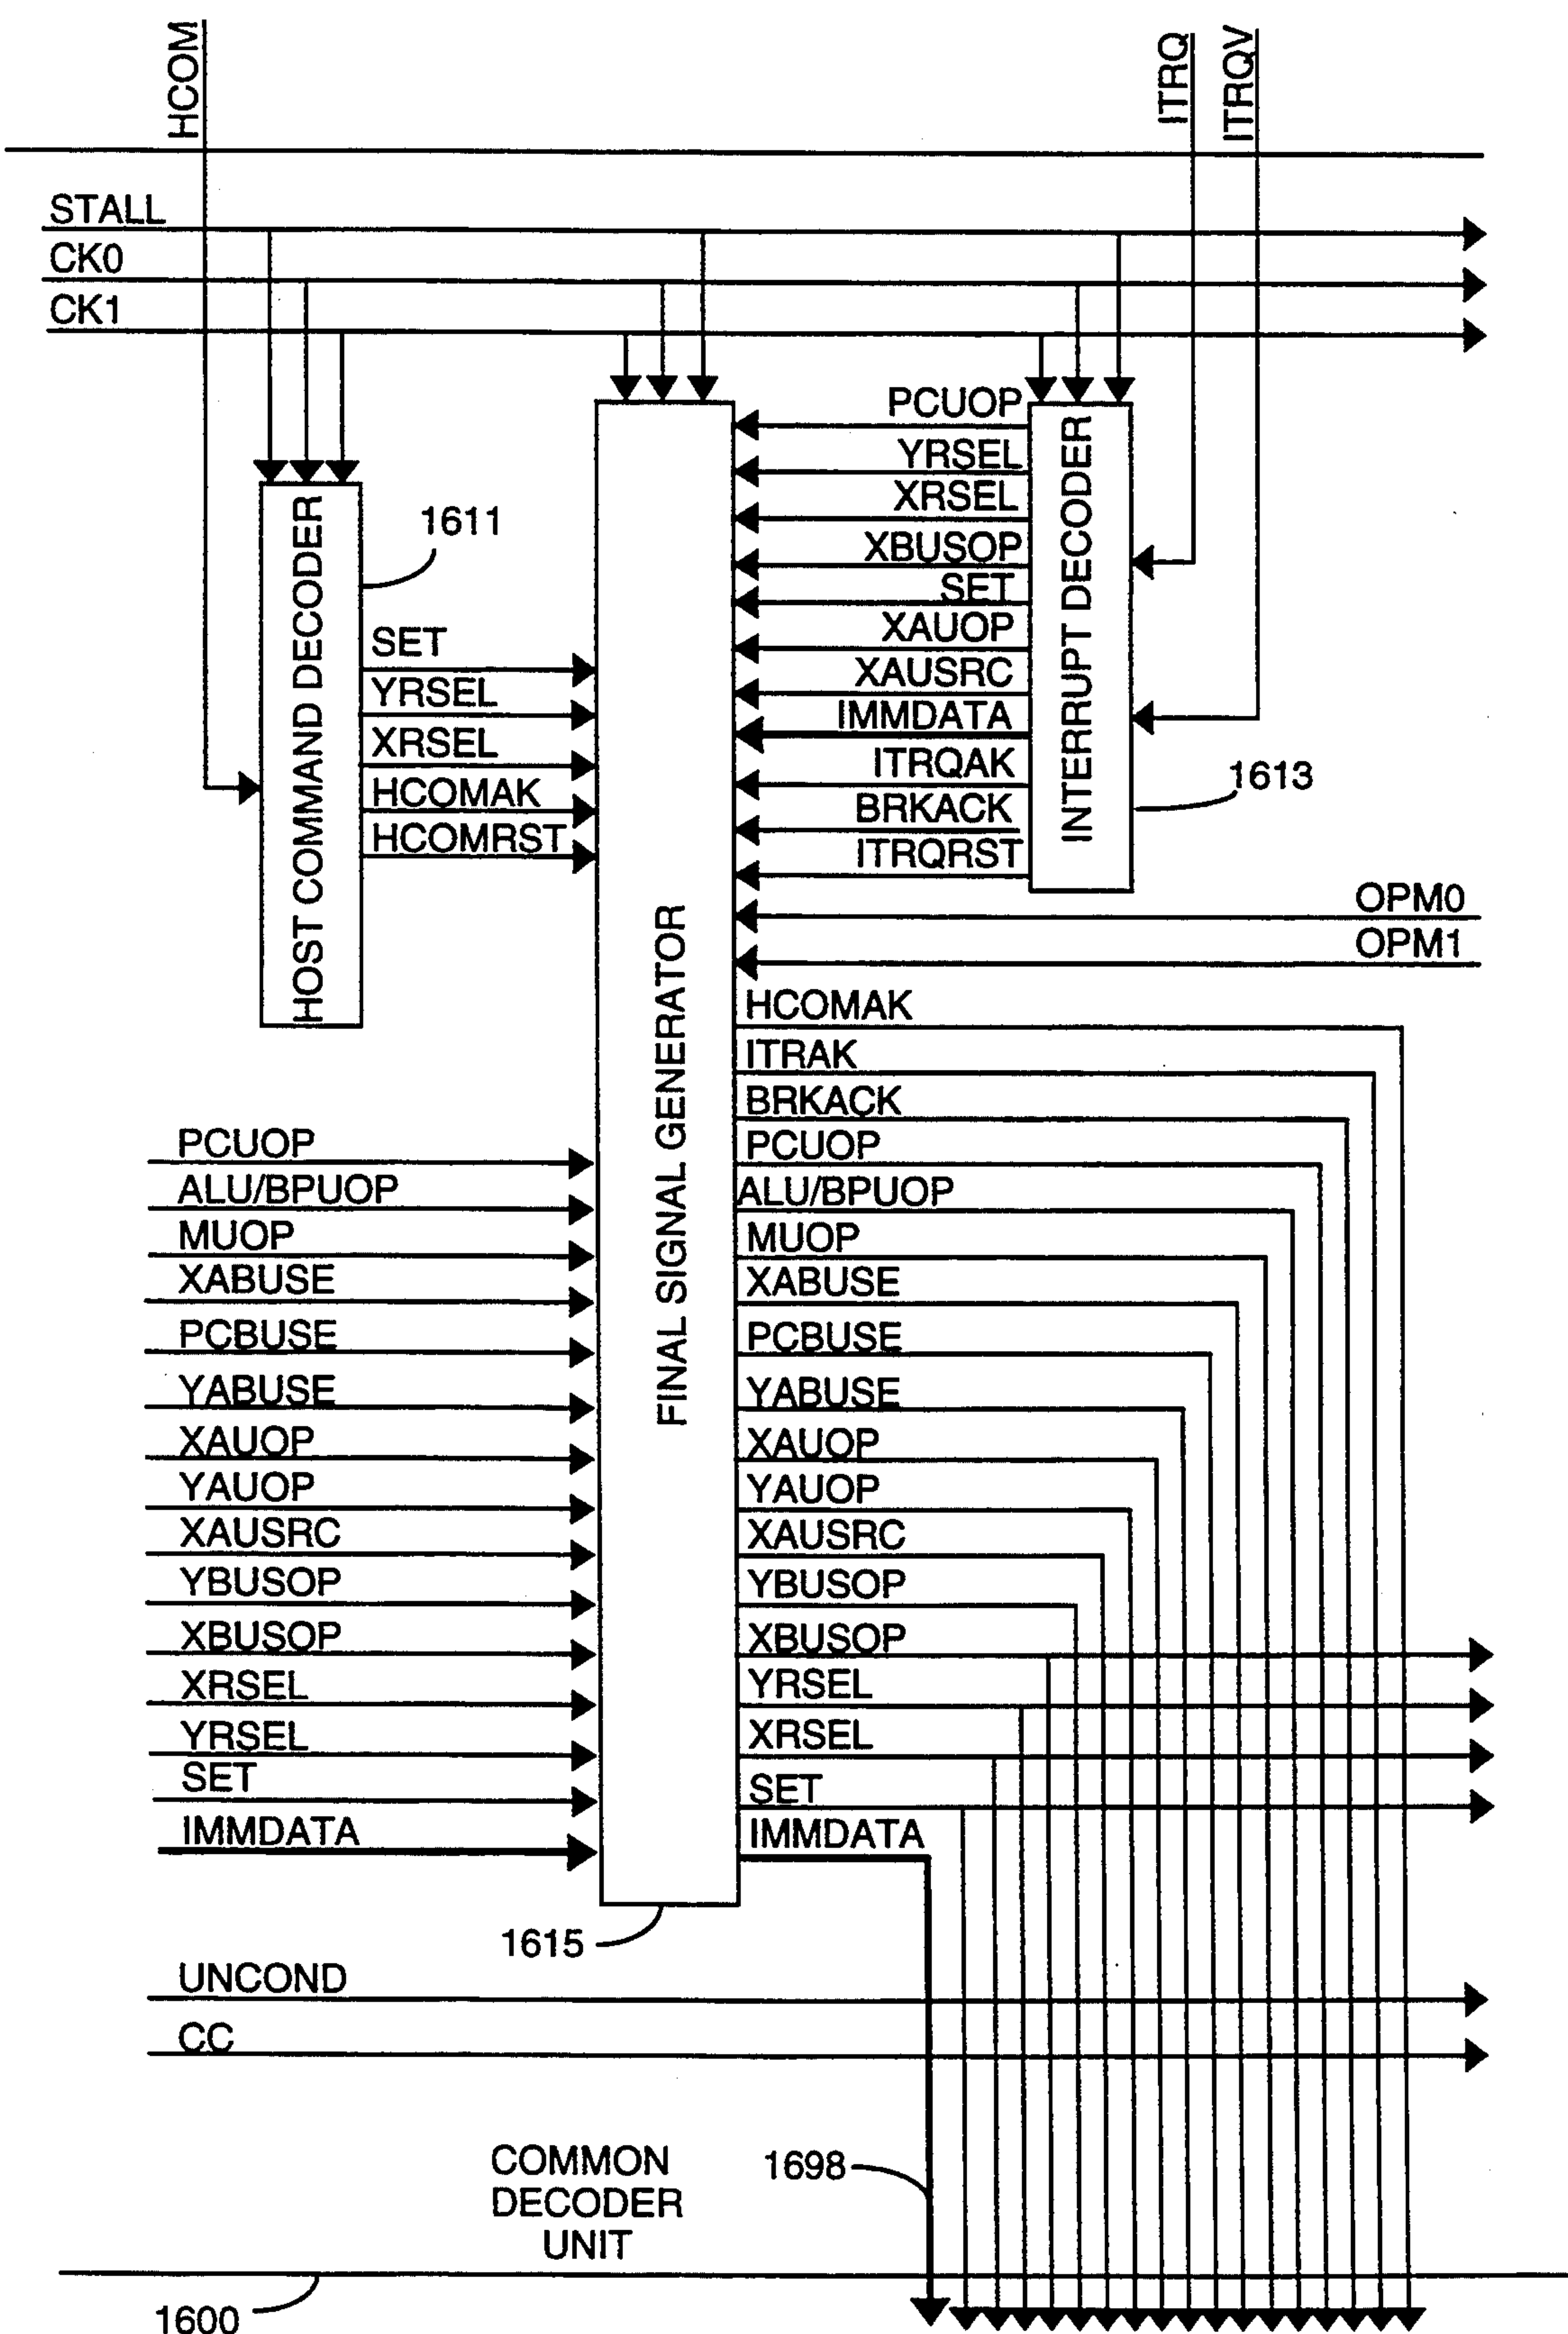 HCOM
ITRQ
ITRQV
STALL
CK0
CK1
HOST COMMAND DECODER
1611
SET
YRSEL
XRSEL
HCOMAK
HCOMRST
FINAL SIGNAL GENERATOR
PCUOP
YRSEL
XRSEL
XBUSOP
SET
XAUOP
XAUSRC
IMMDATA
ITRQAK
BRKACK
ITRQRST
INTERRUPT DECODER
1613
OPM0
OPM1
HCOMAK
ITRAK
BRKACK
PCUOP
ALU/BPUOP
MUOP
XABUSE
PCBUSE
YABUSE
XAUOP
YAUOP
XAUSRC
YBUSOP
XBUSOP
YRSEL
XRSEL
SET
IMMDATA
PCUOP
ALU/BPUOP
MUOP
XABUSE
PCBUSE
YABUSE
XAUOP
YAUOP
XAUSRC
YBUSOP
XBUSOP
XRSEL
YRSEL
SET
IMMDATA
1615
UNCOND
CC
COMMON
DECODER
UNIT
1698
1600